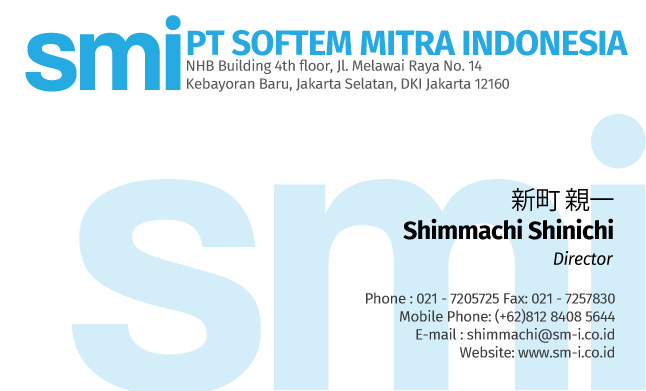 smi
PT SOFTEM MITRA INDONESIA
NHB Building 4th floor, Jl. Melawai Raya No. 14
Kebayoran Baru, Jakarta Selatan, DKI Jakarta 12160
smi
新町 親一
Shimmachi Shinichi
Director
Phone : 021 - 7205725 Fax: 021 - 7257830
Mobile Phone: (+62)812 8408 5644
E-mail : shimmachi@sm-i.co.id
Website: www.sm-i.co.id